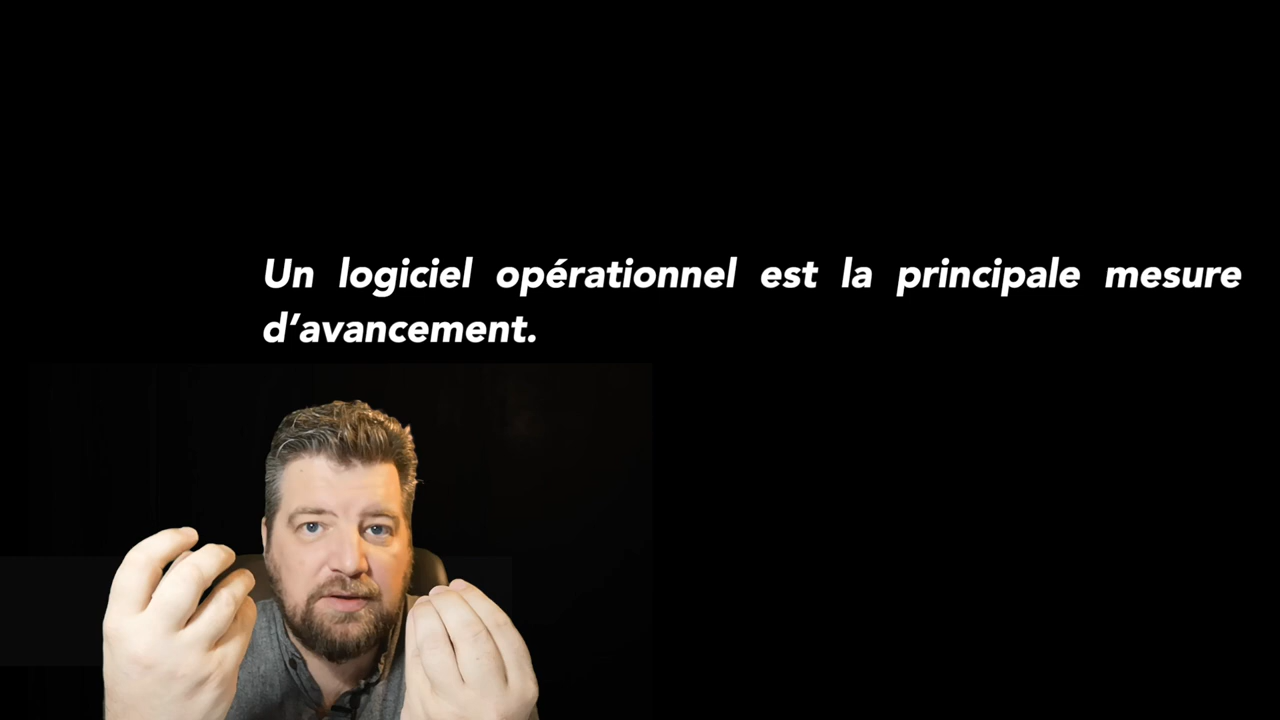 Un logiciel opérationnel est la principale mesure
d’avancement.